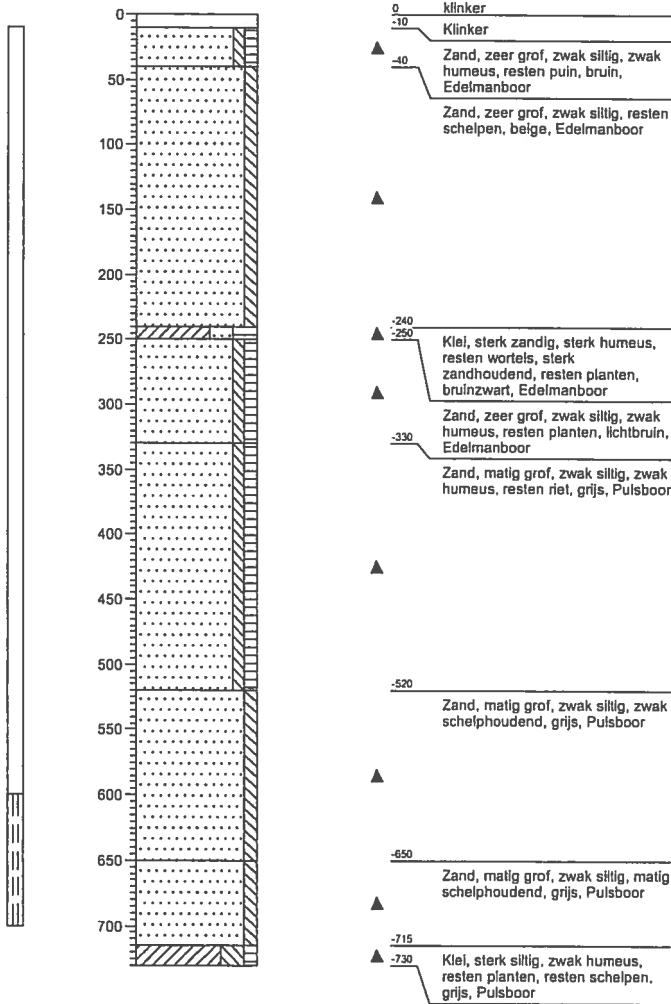 0
50
100
150
200
250
300
350
400
450
500
550
600
650
700
0
klinker
-10
Klinker
Zand, zeer grof, zwak siltig, zwak
humeus, resten puin, bruin,
Edelmanboor
-40
Zand, zeer grof, zwak siltig, resten
schelpen, beige, Edelmanboor
-240
-250
Klei, sterk zandig, sterk humeus,
resten wortels, sterk
zandhoudend, resten planten,
bruinzwart, Edelmanboor
Zand, zeer grof, zwak siltig, zwak
humeus, resten planten, lichtbruin,
Edelmanboor
-330
Zand, matig grof, zwak siltig, zwak
humeus, resten riet, grijs, Pulsboor
-520
Zand, matig grof, zwak siltig, zwak
schelphoudend, grijs, Pulsboor
-650
Zand, matig grof, zwak siltig, matig
schelphoudend, grijs, Pulsboor
-715
-730
Klei, sterk siltig, zwak humeus,
resten planten, resten schelpen,
grijs, Pulsboor